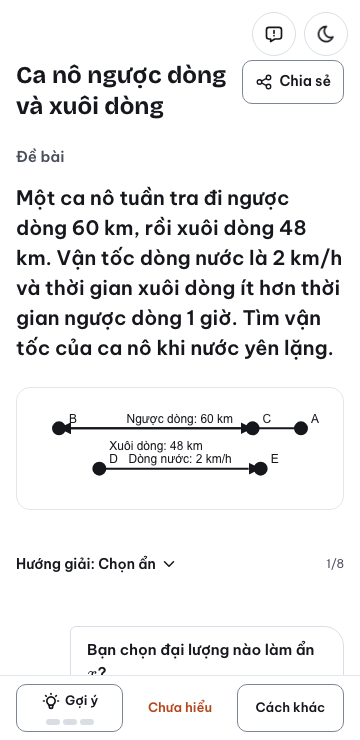 Ca nô ngược dòng
và xuôi dòng
Chia sẻ
Đề bài
Một ca nô tuần tra đi ngược
dòng 60 km, rồi xuôi dòng 48
km. Vận tốc dòng nước là 2 km/h
và thời gian xuôi dòng ít hơn thời
gian ngược dòng 1 giờ. Tìm vận
tốc của ca nô khi nước yên lặng.
B Ngược dòng: 60 km C A
Xuôi dòng: 48 km
D Dòng nước: 2 km/h E
Hướng giải: Chọn ẩn 1/8
Bạn chọn đại lượng nào làm ẩn
x?
Gợi ý
Chưa hiểu
Cách khác